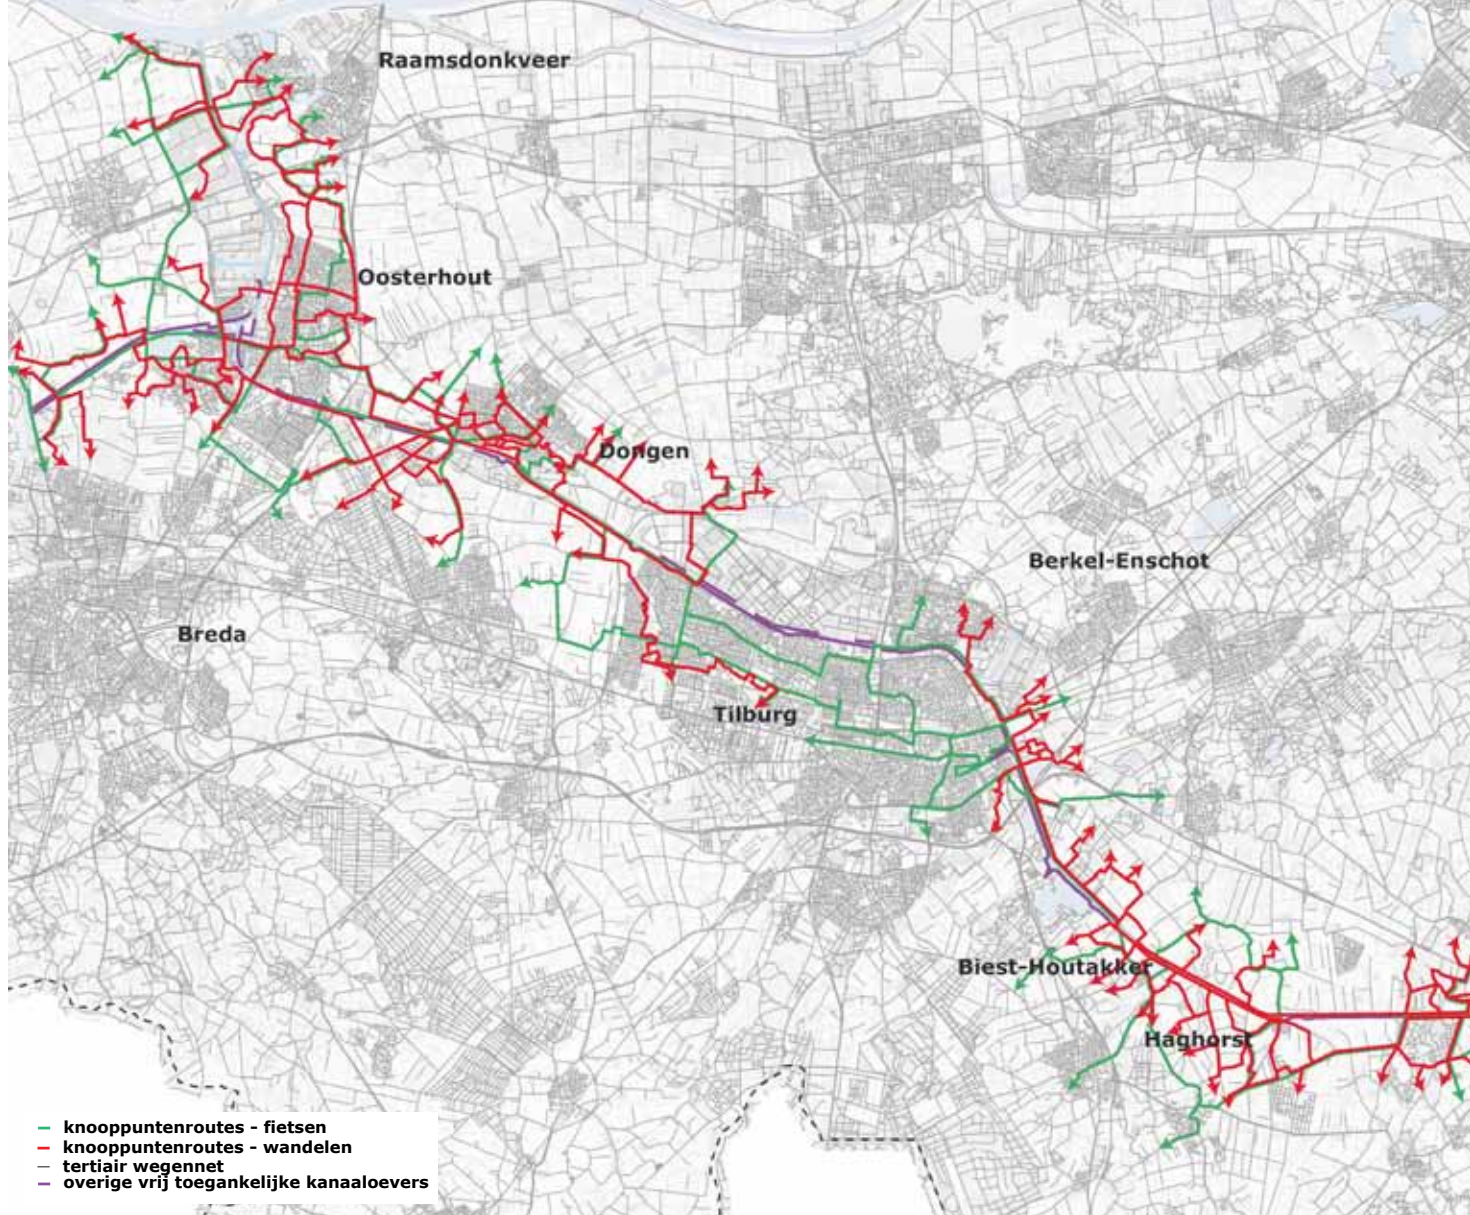 Raamsdonkveer
Oosterhout
Dongen
Berkel-Enschot
Breda
Tilburg
Biest-Houtakker
Haghorst
knooppuntenroutes - fietsen
knooppuntenroutes - wandelen
tertiair wegennet
overige vrij toegankelijke kanaaloevers